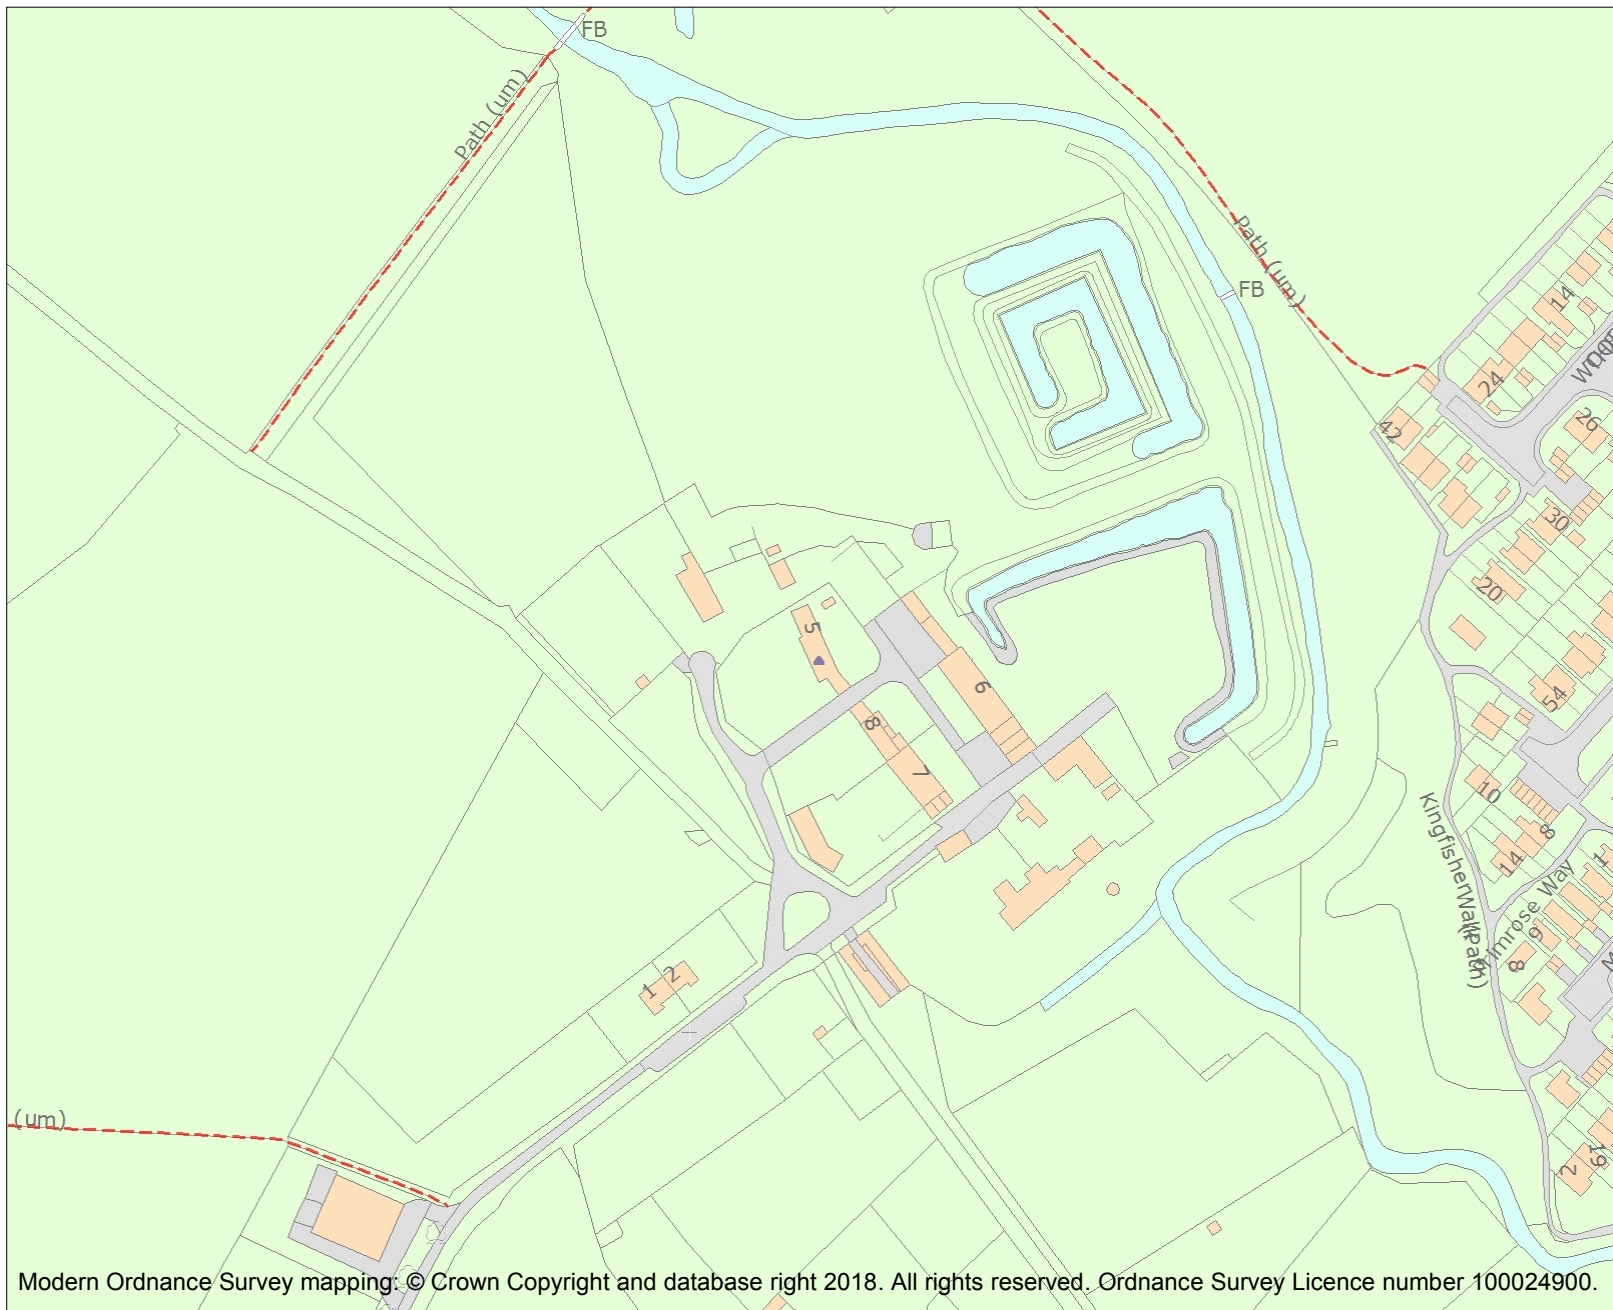 FB
Path (um)
Path (um)
FB
14
24
42
26
30
20
54
5
6
8
7
10
8
14
1
Kingfisher Walk (Path)
Primrose Way
9
8
1
2
(um)
2
19
Modern Ordnance Survey mapping: © Crown Copyright and database right 2018. All rights reserved. Ordnance Survey Licence number 100024900.